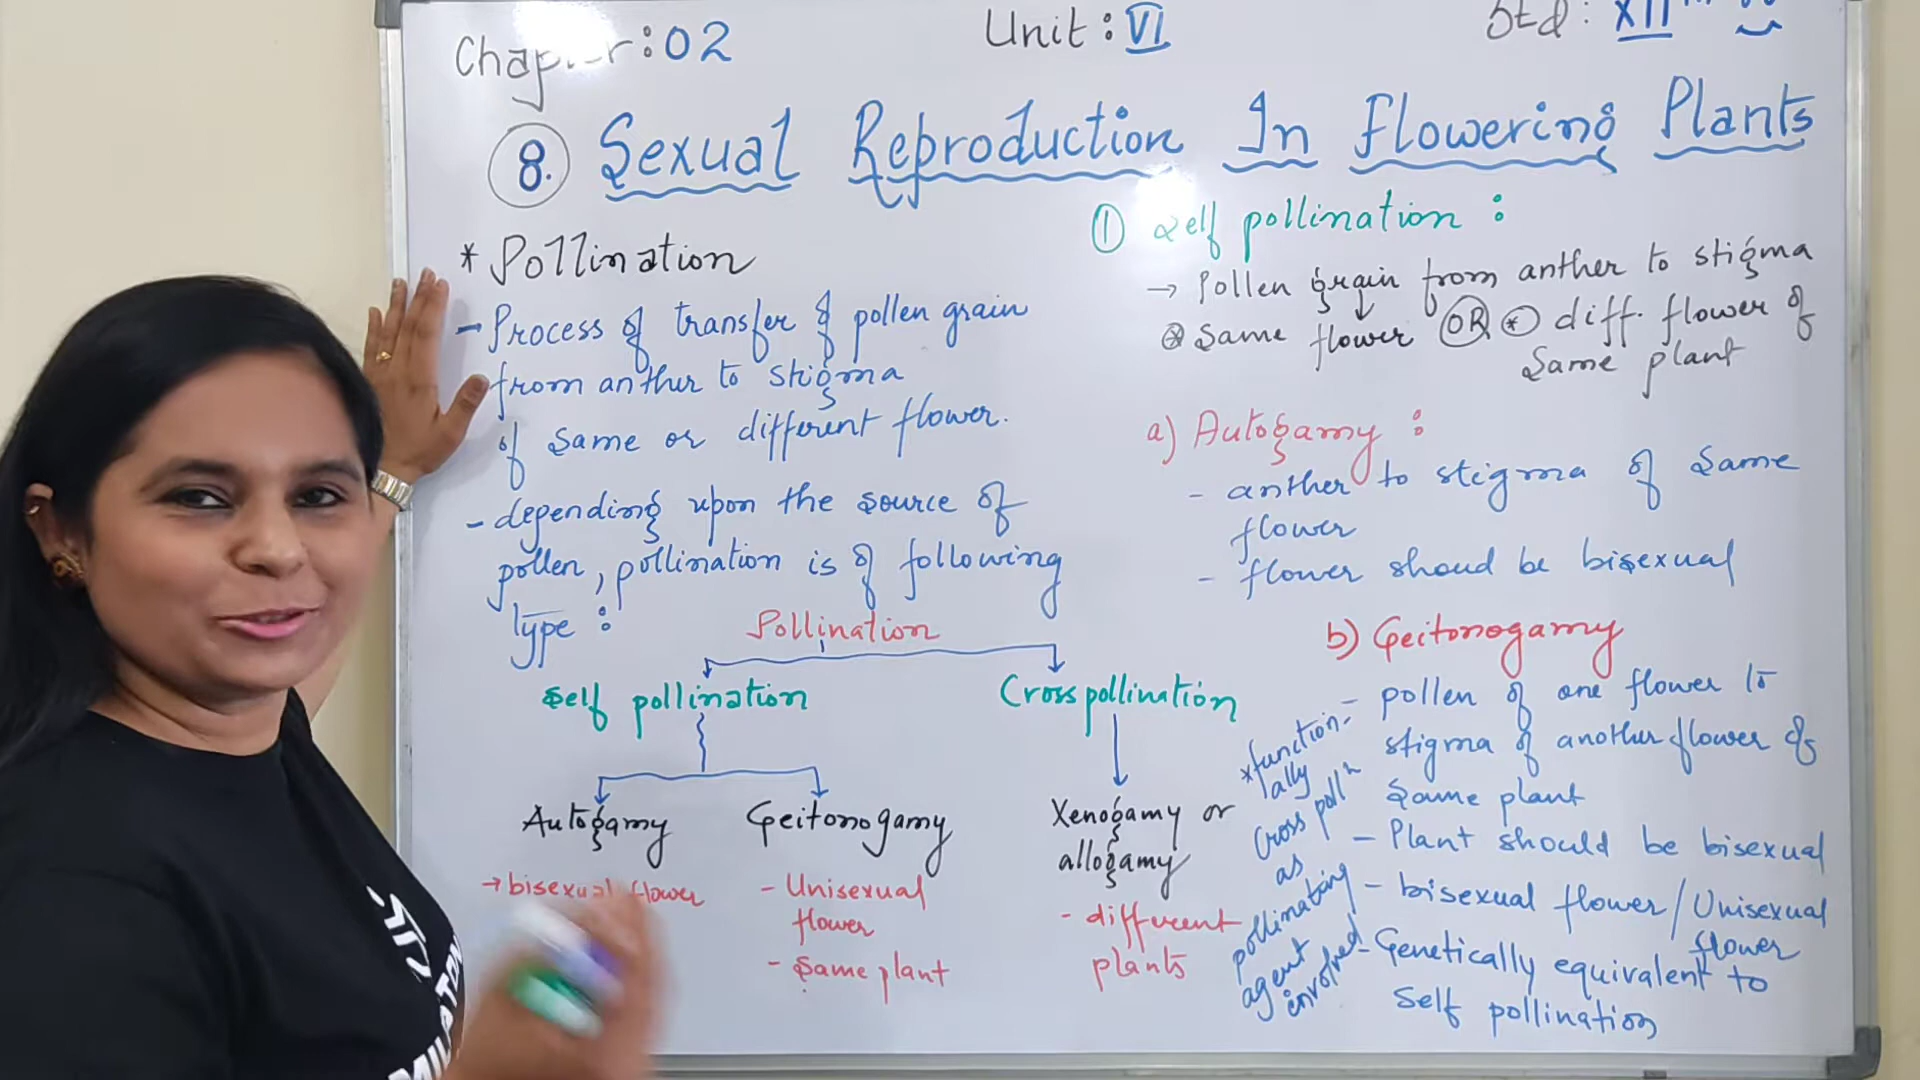 Chapter: 02
Unit: VI
Std: XII
8. Sexual Reproduction In Flowering Plants
* Pollination
- Process of transfer of pollen grain
from anther to stigma
of same or different flower.
- depending upon the source of
pollen, pollination is of following
type :
Pollination
Self pollination
Cross pollination
Autogamy
Geitonogamy
Xenogamy or
allogamy
→ bisexual flower
- Unisexual
flower
- Same plant
- different
plants
① Self pollination :
→ Pollen grain from anther to stigma
* Same flower OR * diff. flower of
Same plant
a) Autogamy :
- anther to stigma of same
flower
- flower shoud be bisexual
b) Geitonogamy
- pollen of one flower to
stigma of another flower of
same plant
- Plant should be bisexual
- bisexual flower/Unisexual
flower
- Genetically equivalent to
Self pollination
* function-
ally
Cross pollⁿ
as
pollinating
agent
involved